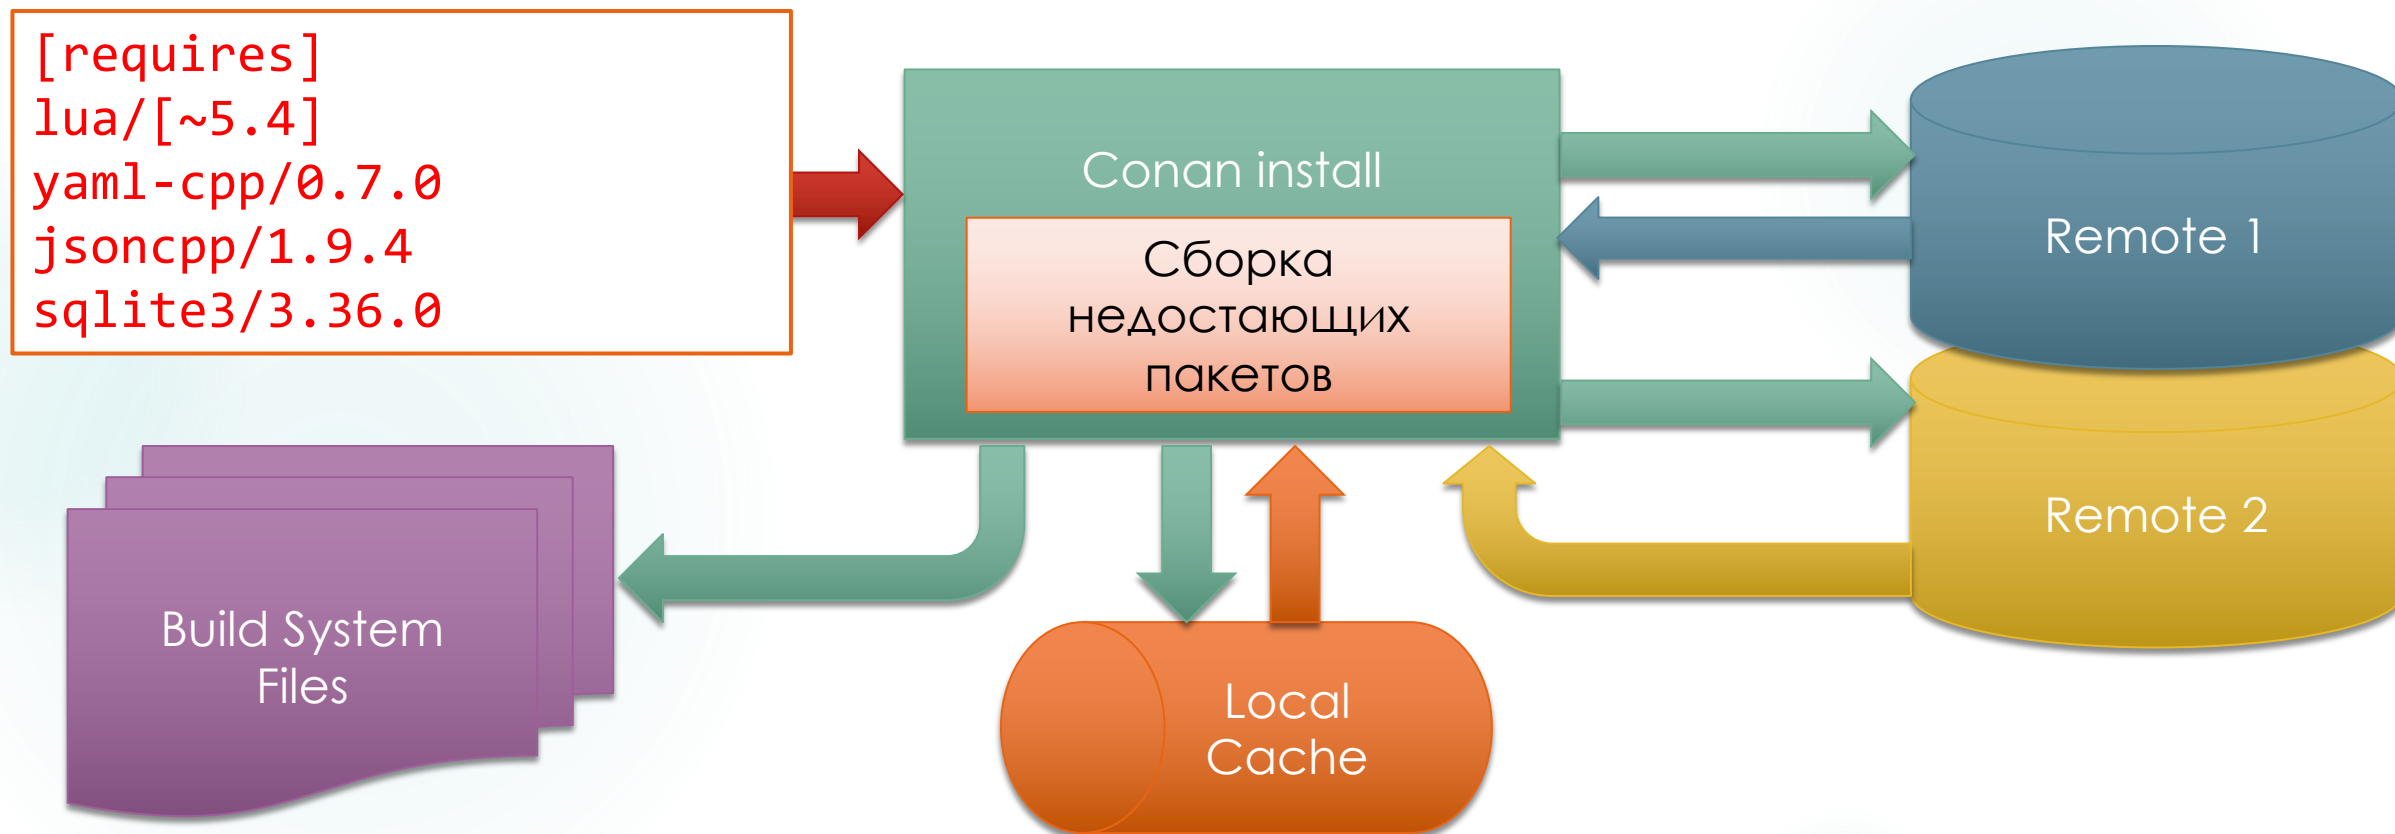 [requires]
lua/[~5.4]
yaml-cpp/0.7.0
jsoncpp/1.9.4
sqlite3/3.36.0
Conan install
Сборка
недостающих
пакетов
Remote 1
Remote 2
Build System
Files
Local
Cache